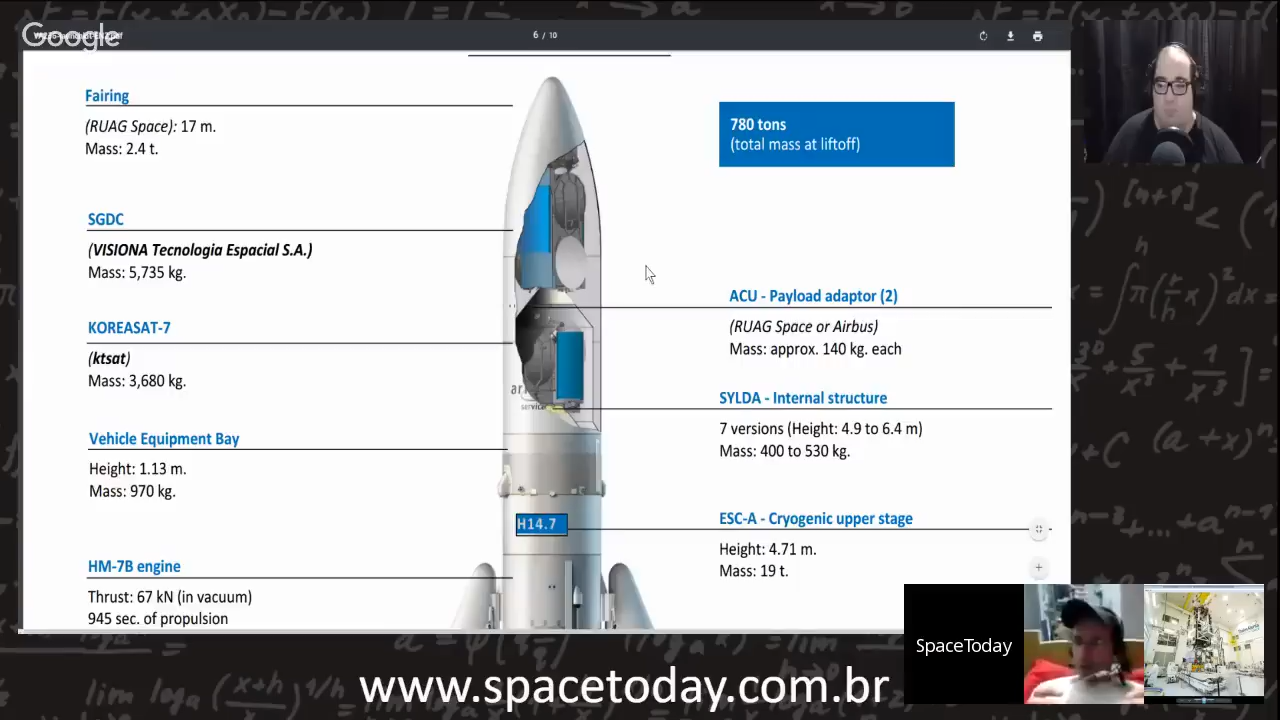 Google
6 / 10
Fairing
(RUAG Space): 17 m.
Mass: 2.4 t.
780 tons
(total mass at liftoff)
SGDC
(VISIONA Tecnologia Espacial S.A.)
Mass: 5,735 kg.
ACU - Payload adaptor (2)
(RUAG Space or Airbus)
Mass: approx. 140 kg. each
KOREASAT-7
(ktsat)
Mass: 3,680 kg.
SYLDA - Internal structure
7 versions (Height: 4.9 to 6.4 m)
Mass: 400 to 530 kg.
Vehicle Equipment Bay
Height: 1.13 m.
Mass: 970 kg.
H14.7
ESC-A - Cryogenic upper stage
Height: 4.71 m.
Mass: 19 t.
HM-7B engine
Thrust: 67 kN (in vacuum)
945 sec. of propulsion
SpaceToday
www.spacetoday.com.br